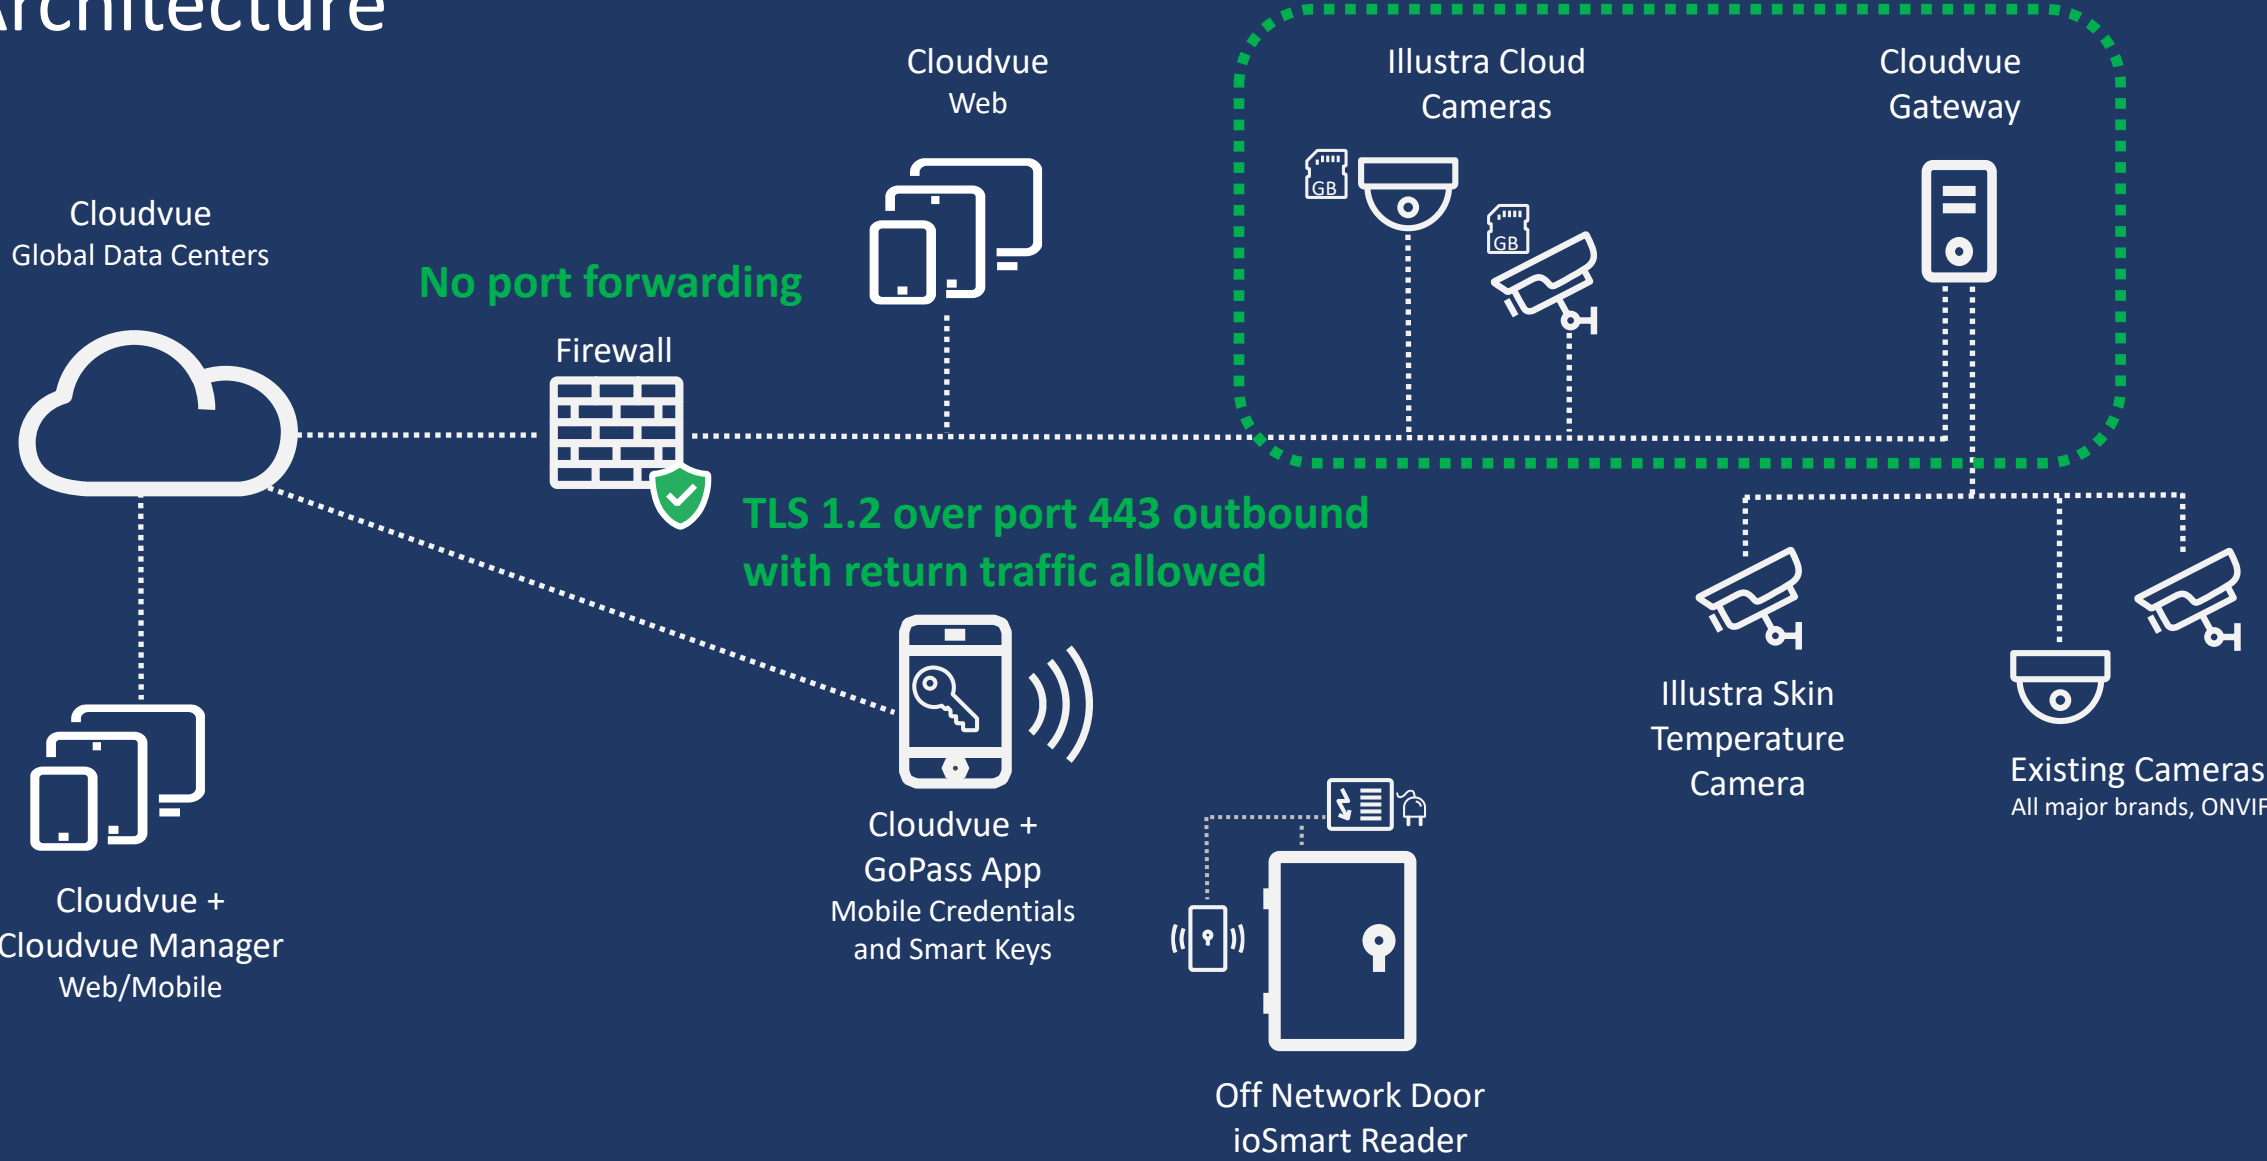 Architecture
Cloudvue
Web
Illustra Cloud
Cameras
Cloudvue
Gateway
GB
GB
Cloudvue
Global Data Centers
No port forwarding
Firewall
TLS 1.2 over port 443 outbound
with return traffic allowed
Illustra Skin
Temperature
Camera
Existing Cameras
All major brands, ONVIF
Cloudvue +
GoPass App
Mobile Credentials
and Smart Keys
Cloudvue +
Cloudvue Manager
Web/Mobile
Off Network Door
ioSmart Reader